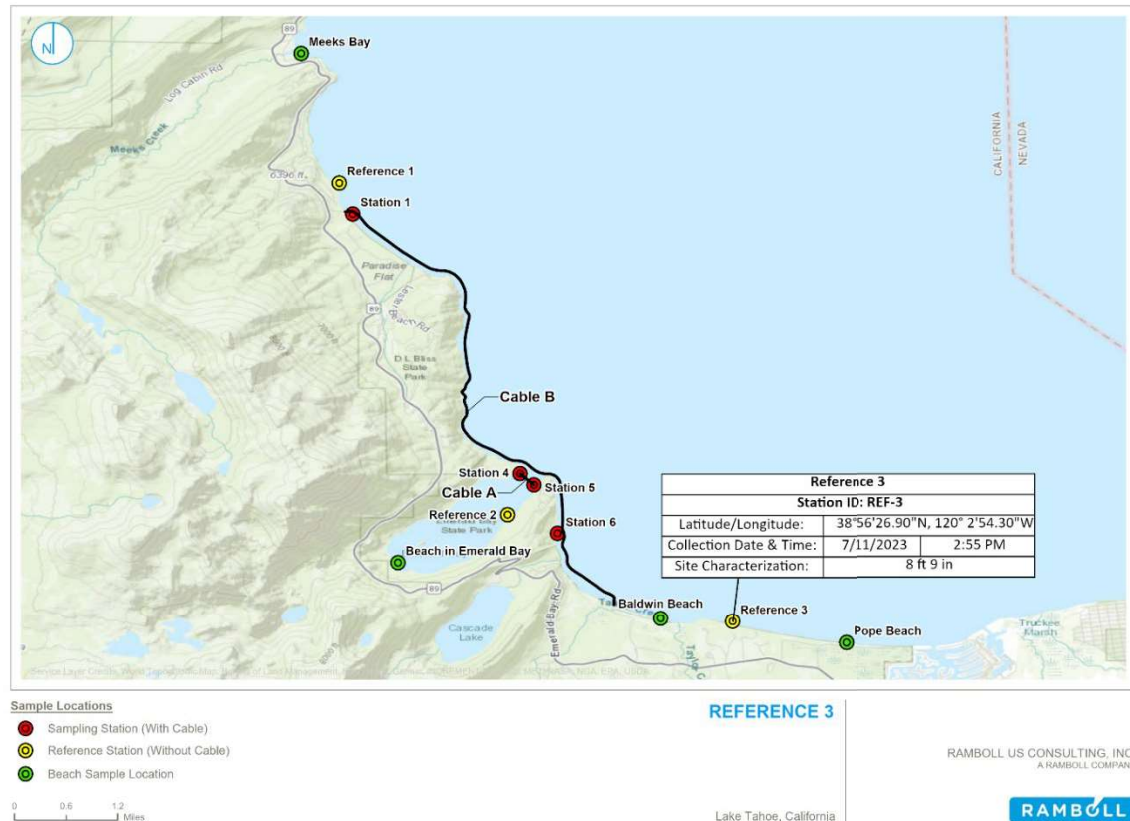 N
89
Meeks Bay
Log Cabin Rd
Meeks Creek
CALIFORNIA
NEVADA
Reference 1
6396 ft
Station 1
Paradise
Flat
89
D L Bliss
State
Park
Cable B
Station 4
Station 5
Cable A
Reference 2
State Park
Station 6
Beach in Emerald Bay
89
Emerald Bay Rd
Cascade
Lake
Reference 3
Station ID: REF-3
Latitude/Longitude: 38°56'26.90"N, 120° 2'54.30"W
Collection Date & Time: 7/11/2023 2:55 PM
Site Characterization: 8 ft 9 in
Baldwin Beach
Reference 3
Pope Beach
Truckee
Marsh
Sample Locations
Sampling Station (With Cable)
Reference Station (Without Cable)
Beach Sample Location
0 0.6 1.2
Miles
REFERENCE 3
Lake Tahoe, California
RAMBOLL US CONSULTING, INC
A RAMBOLL COMPAN
RAMBOLL